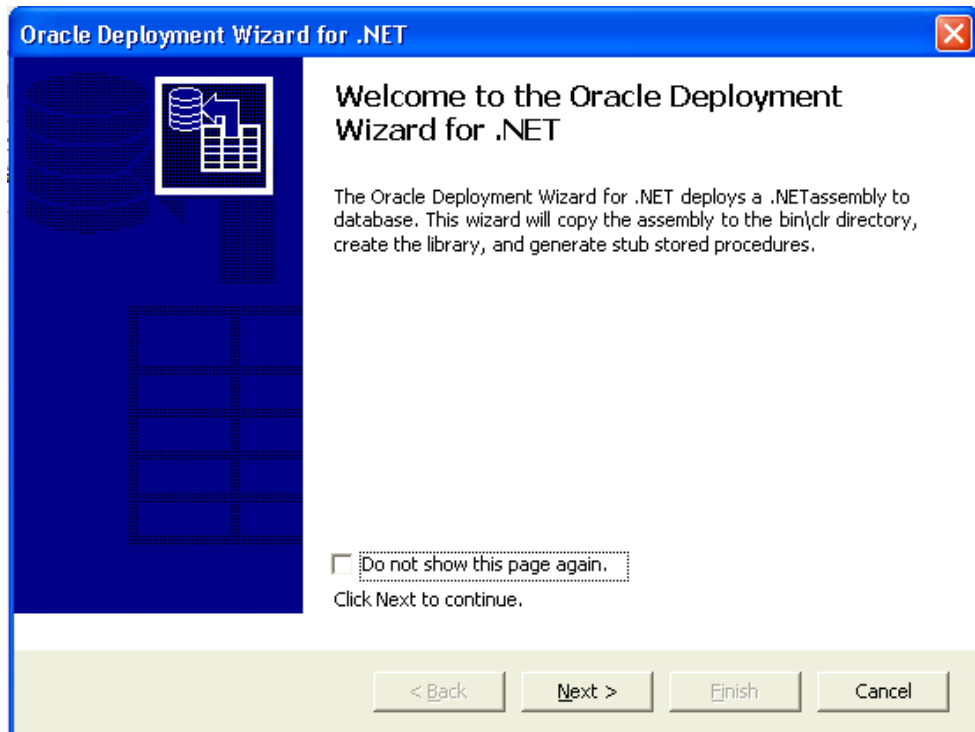 Oracle Deployment Wizard for .NET
Welcome to the Oracle Deployment
Wizard for .NET
The Oracle Deployment Wizard for .NET deploys a .NETassembly to
database. This wizard will copy the assembly to the bin\clr directory,
create the library, and generate stub stored procedures.
Do not show this page again.
Click Next to continue.
< Back
Next >
Finish
Cancel